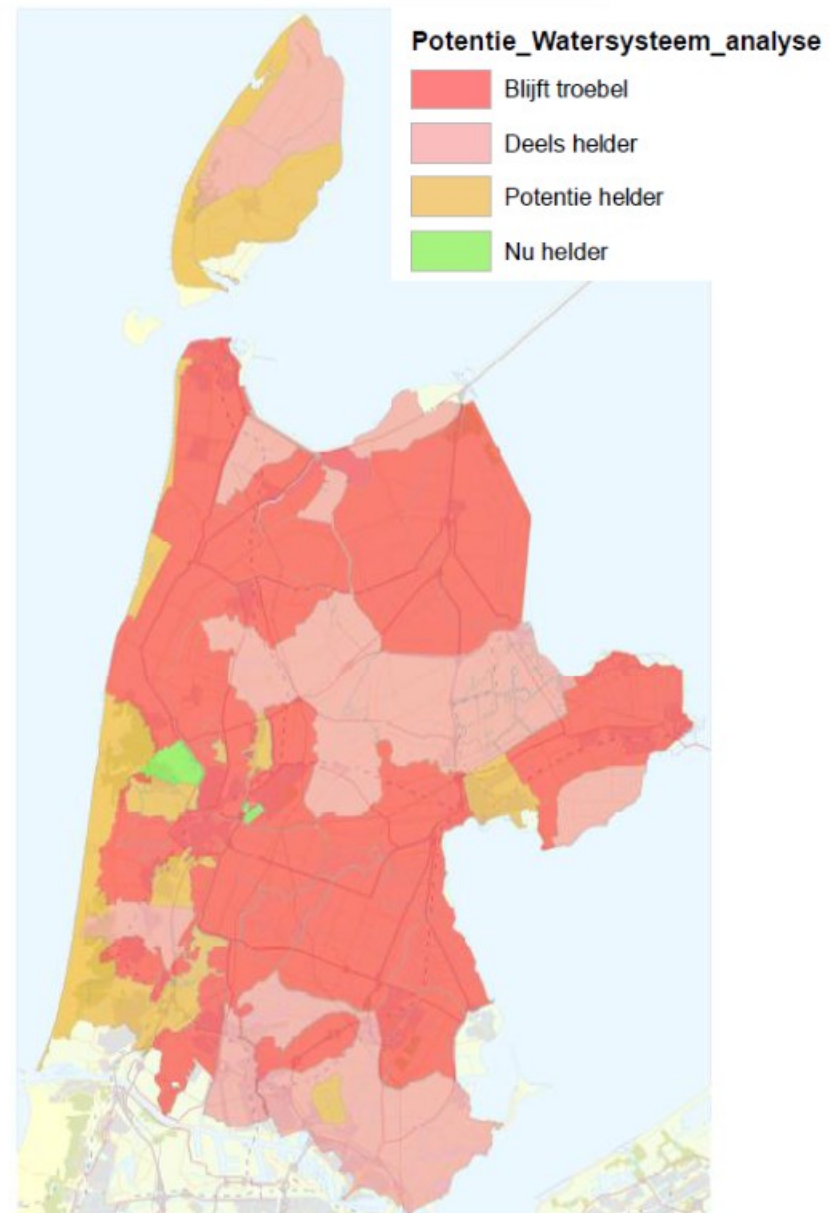 Potentie_Watersysteem_analyse
Blijft troebel
Deels helder
Potentie helder
Nu helder